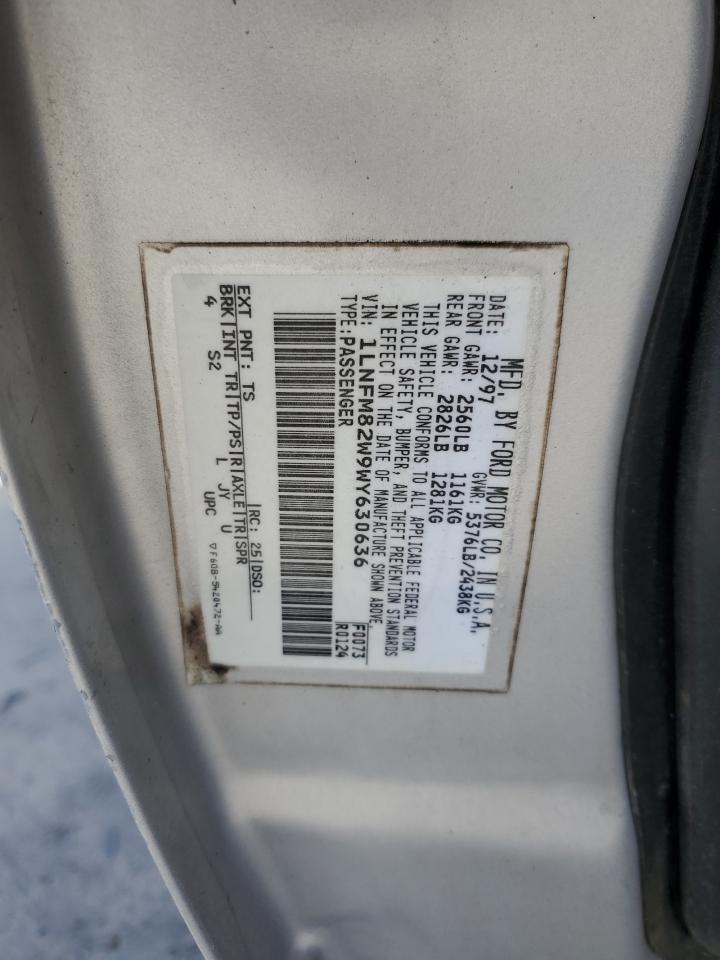 MFD. BY FORD MOTOR CO. IN U.S.A.
DATE: 12/97 GVWR: 5376LB/2438KG
FRONT GAWR: 2560LB 1161KG
REAR GAWR: 2826LB 1281KG
THIS VEHICLE CONFORMS TO ALL APPLICABLE FEDERAL MOTOR
VEHICLE SAFETY, BUMPER, AND THEFT PREVENTION STANDARDS
IN EFFECT ON THE DATE OF MANUFACTURE SHOWN ABOVE.
VIN: 1LNFM82W9WY630636 F0073
TYPE: PASSENGER R0124
EXT PNT: TS RC: 25 DSO:
BRK INT TR TP/PS R AXLE TR SPR
4 S2 L JY U
UPC
F60B-5420472-AA